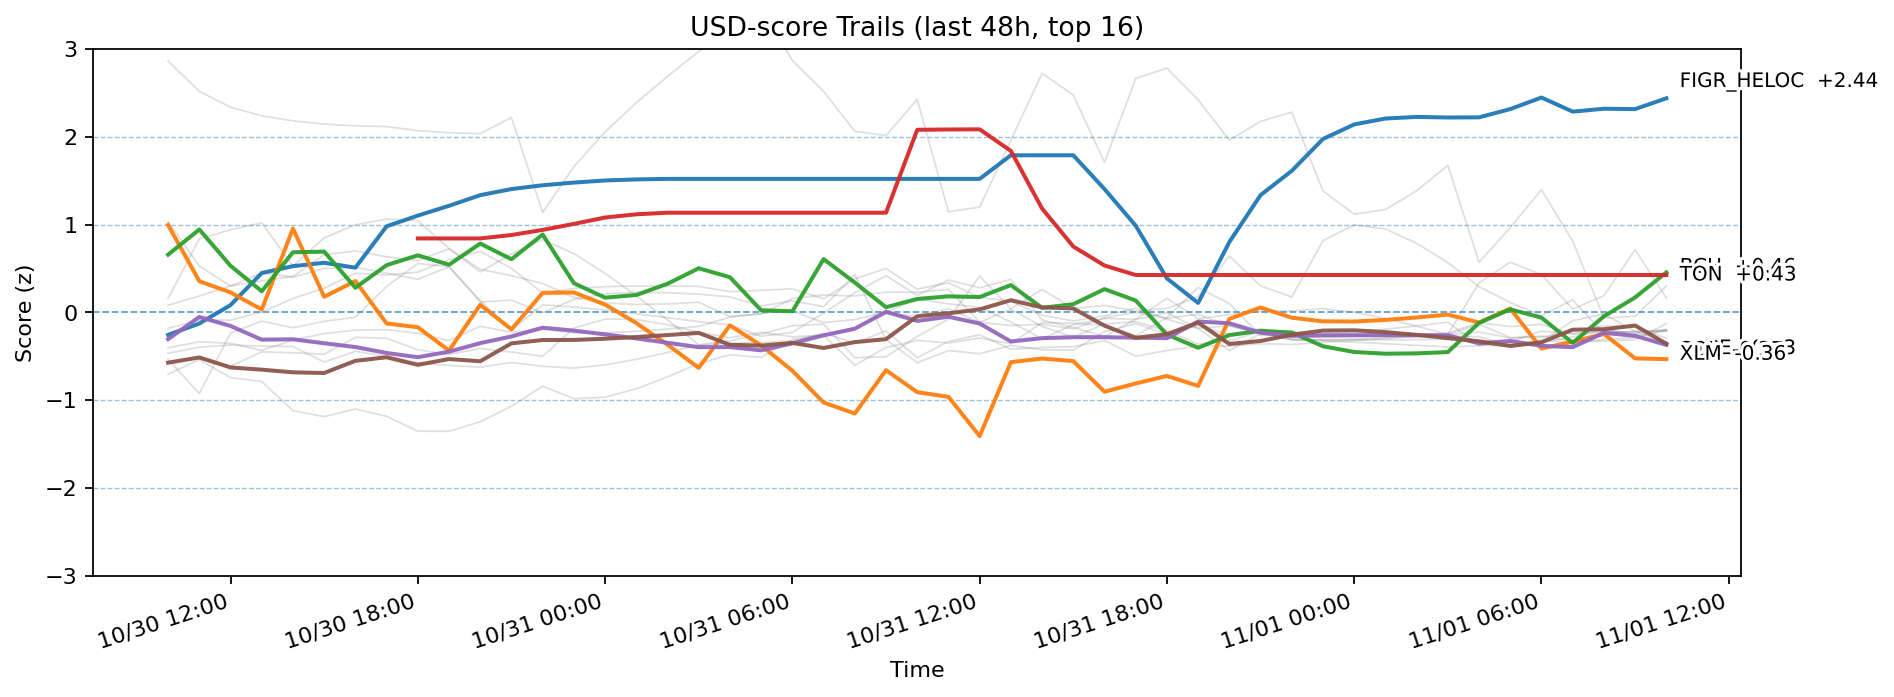 USD-score Trails (last 48h, top 16)
Score (z)
3
2
1
0
−1
−2
−3
FIGR_HELOC +2.44
TON +0.43
XLM -0.36
10/30 12:00
10/30 18:00
10/31 00:00
10/31 06:00
10/31 12:00
10/31 18:00
11/01 00:00
11/01 06:00
11/01 12:00
Time